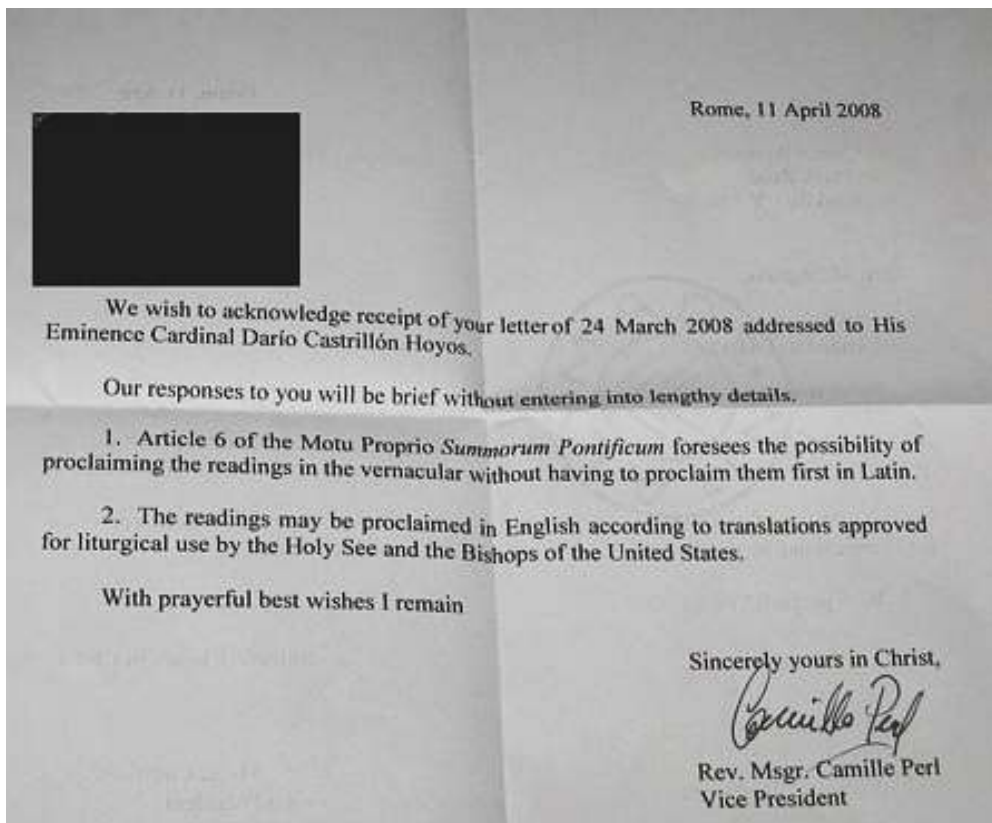 Rome, 11 April 2008
We wish to acknowledge receipt of your letter of 24 March 2008 addressed to His
Eminence Cardinal Darío Castrillón Hoyos.
Our responses to you will be brief without entering into lengthy details.
1. Article 6 of the Motu Proprio Summorum Pontificum foresees the possibility of
proclaiming the readings in the vernacular without having to proclaim them first in Latin.
2. The readings may be proclaimed in English according to translations approved
for liturgical use by the Holy See and the Bishops of the United States.
With prayerful best wishes I remain
Sincerely yours in Christ,
Camille Perl
Rev. Msgr. Camille Perl
Vice President